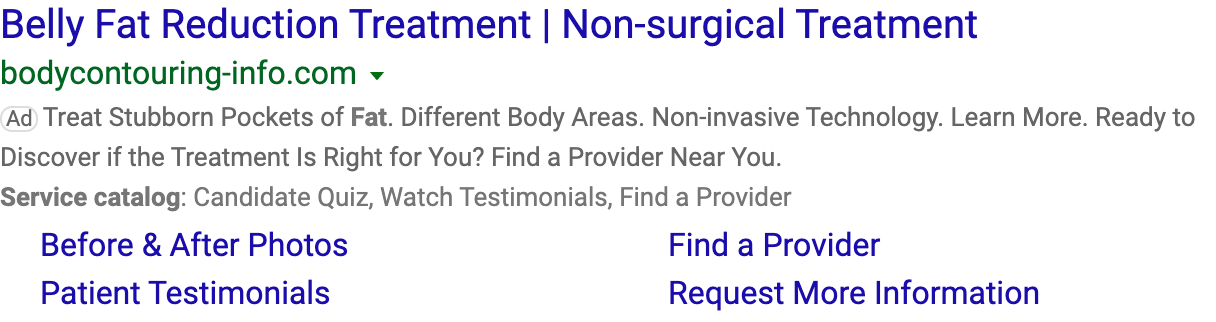 Belly Fat Reduction Treatment | Non-surgical Treatment
bodycontouring-info.com
Ad Treat Stubborn Pockets of Fat. Different Body Areas. Non-invasive Technology. Learn More. Ready to
Discover if the Treatment Is Right for You? Find a Provider Near You.
Service catalog: Candidate Quiz, Watch Testimonials, Find a Provider
Before & After Photos Find a Provider
Patient Testimonials Request More Information